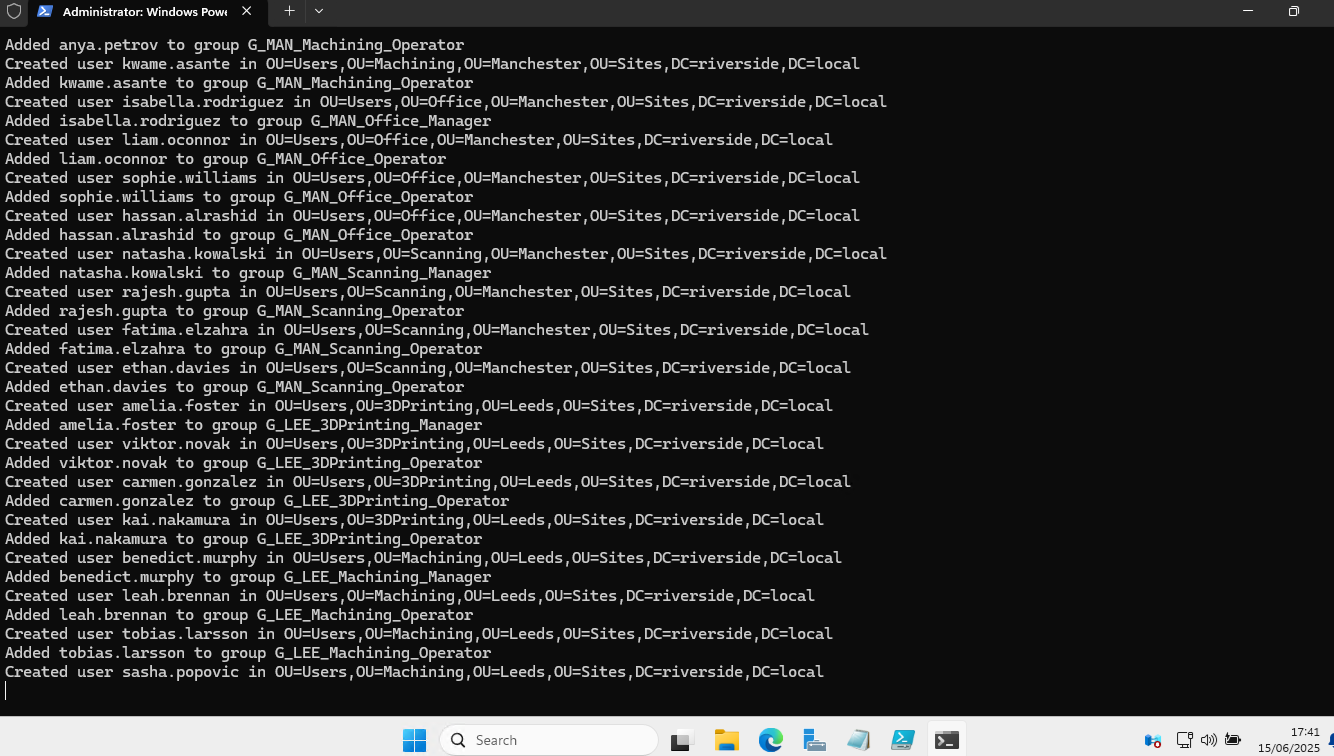 Administrator: Windows Powe
Added anya.petrov to group G_MAN_Machining_Operator
Created user kwame.asante in OU=Users,OU=Machining,OU=Manchester,OU=Sites,DC=riverside,DC=local
Added kwame.asante to group G_MAN_Machining_Operator
Created user isabella.rodriguez in OU=Users,OU=Office,OU=Manchester,OU=Sites,DC=riverside,DC=local
Added isabella.rodriguez to group G_MAN_Office_Manager
Created user liam.oconnor in OU=Users,OU=Office,OU=Manchester,OU=Sites,DC=riverside,DC=local
Added liam.oconnor to group G_MAN_Office_Operator
Created user sophie.williams in OU=Users,OU=Office,OU=Manchester,OU=Sites,DC=riverside,DC=local
Added sophie.williams to group G_MAN_Office_Operator
Created user hassan.alrashid in OU=Users,OU=Office,OU=Manchester,OU=Sites,DC=riverside,DC=local
Added hassan.alrashid to group G_MAN_Office_Operator
Created user natasha.kowalski in OU=Users,OU=Scanning,OU=Manchester,OU=Sites,DC=riverside,DC=local
Added natasha.kowalski to group G_MAN_Scanning_Manager
Created user rajesh.gupta in OU=Users,OU=Scanning,OU=Manchester,OU=Sites,DC=riverside,DC=local
Added rajesh.gupta to group G_MAN_Scanning_Operator
Created user fatima.elzahra in OU=Users,OU=Scanning,OU=Manchester,OU=Sites,DC=riverside,DC=local
Added fatima.elzahra to group G_MAN_Scanning_Operator
Created user ethan.davies in OU=Users,OU=Scanning,OU=Manchester,OU=Sites,DC=riverside,DC=local
Added ethan.davies to group G_MAN_Scanning_Operator
Created user amelia.foster in OU=Users,OU=3DPrinting,OU=Leeds,OU=Sites,DC=riverside,DC=local
Added amelia.foster to group G_LEE_3DPrinting_Manager
Created user viktor.novak in OU=Users,OU=3DPrinting,OU=Leeds,OU=Sites,DC=riverside,DC=local
Added viktor.novak to group G_LEE_3DPrinting_Operator
Created user carmen.gonzalez in OU=Users,OU=3DPrinting,OU=Leeds,OU=Sites,DC=riverside,DC=local
Added carmen.gonzalez to group G_LEE_3DPrinting_Operator
Created user kai.nakamura in OU=Users,OU=3DPrinting,OU=Leeds,OU=Sites,DC=riverside,DC=local
Added kai.nakamura to group G_LEE_3DPrinting_Operator
Created user benedict.murphy in OU=Users,OU=Machining,OU=Leeds,OU=Sites,DC=riverside,DC=local
Added benedict.murphy to group G_LEE_Machining_Manager
Created user leah.brennan in OU=Users,OU=Machining,OU=Leeds,OU=Sites,DC=riverside,DC=local
Added leah.brennan to group G_LEE_Machining_Operator
Created user tobias.larsson in OU=Users,OU=Machining,OU=Leeds,OU=Sites,DC=riverside,DC=local
Added tobias.larsson to group G_LEE_Machining_Operator
Created user sasha.popovic in OU=Users,OU=Machining,OU=Leeds,OU=Sites,DC=riverside,DC=local
Search
17:41
15/06/2025